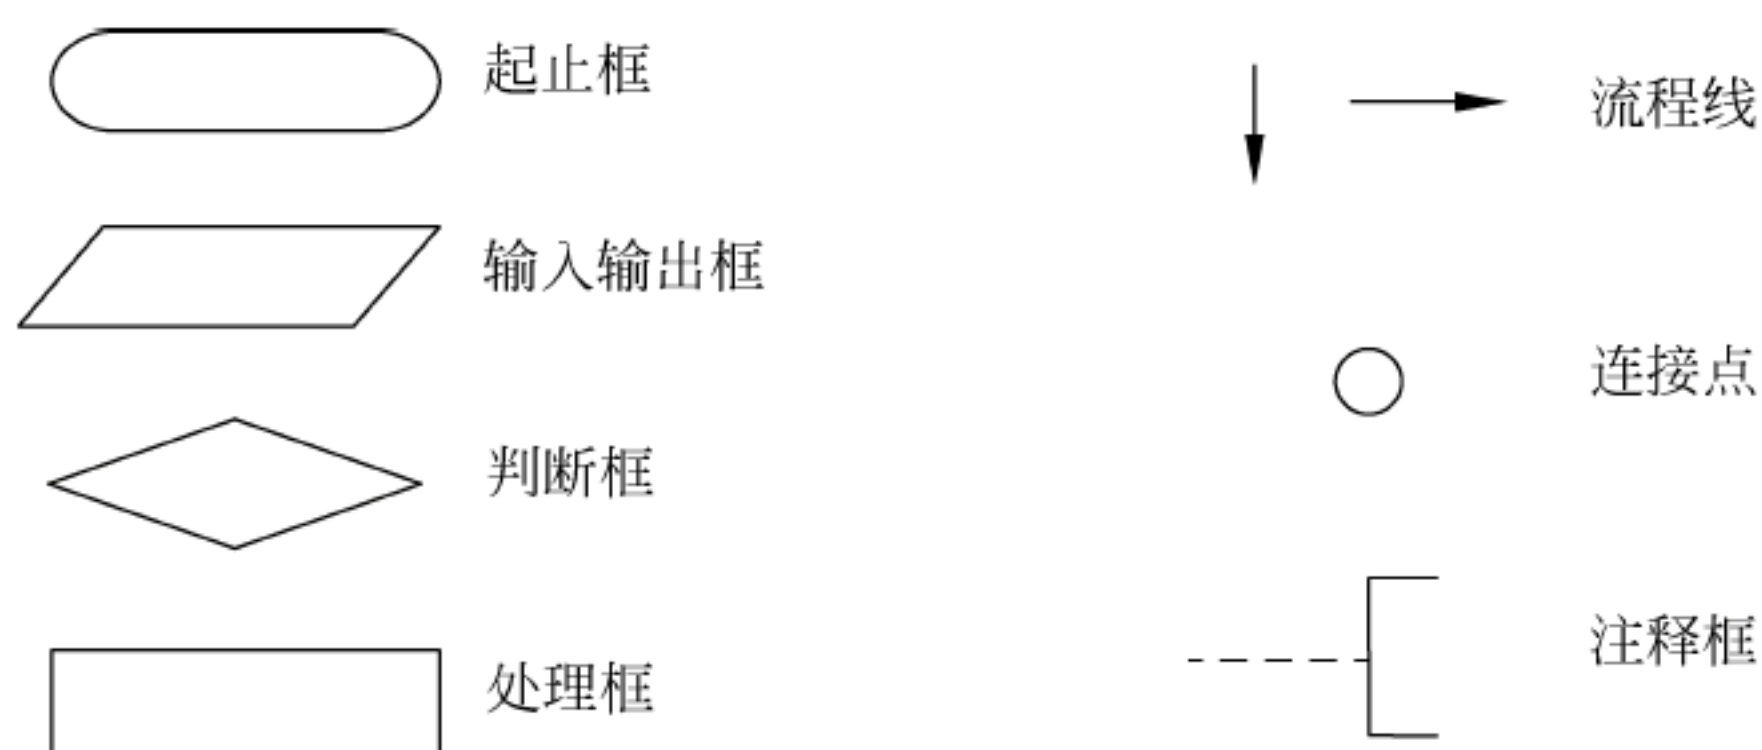 起止框
输入输出框
判断框
处理框
流程线
连接点
注释框